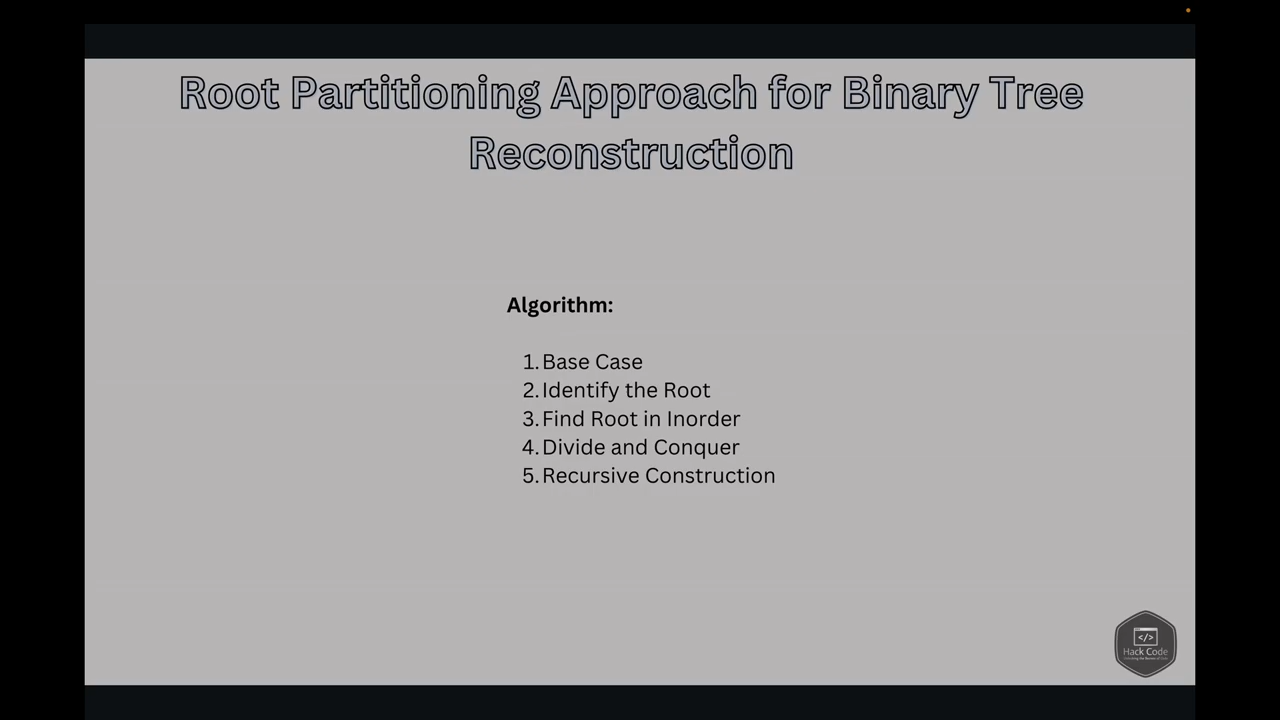 Root Partitioning Approach for Binary Tree
Reconstruction
Algorithm:
1. Base Case
2. Identify the Root
3. Find Root in Inorder
4. Divide and Conquer
5. Recursive Construction
</>
Hack Code